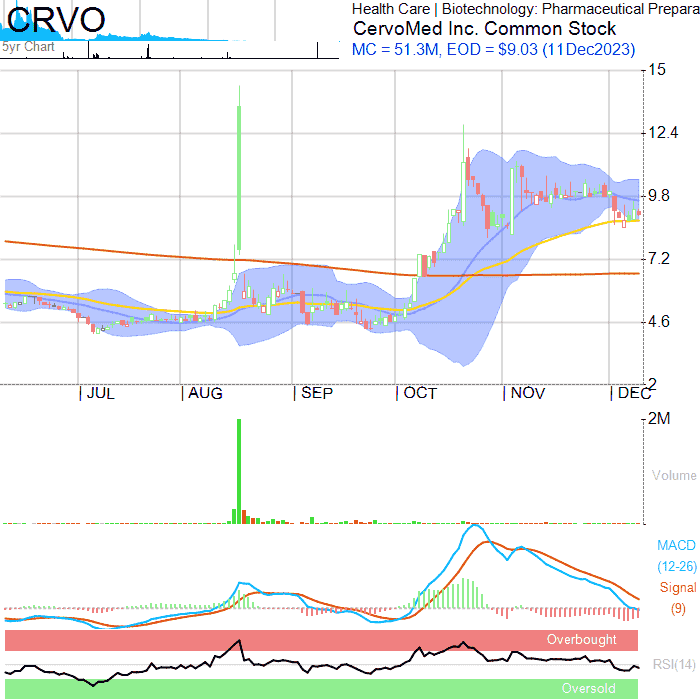 CRVO
Health Care | Biotechnology: Pharmaceutical Prepara
CervoMed Inc. Common Stock
MC = 51.3M, EOD = $9.03 (11Dec2023)
5yr Chart
15
12.4
9.8
7.2
4.6
2
| JUL | AUG | SEP | OCT | NOV | DEC
2M
Volume
MACD
(12-26)
Signal
(9)
Overbought
RSI(14)
Oversold